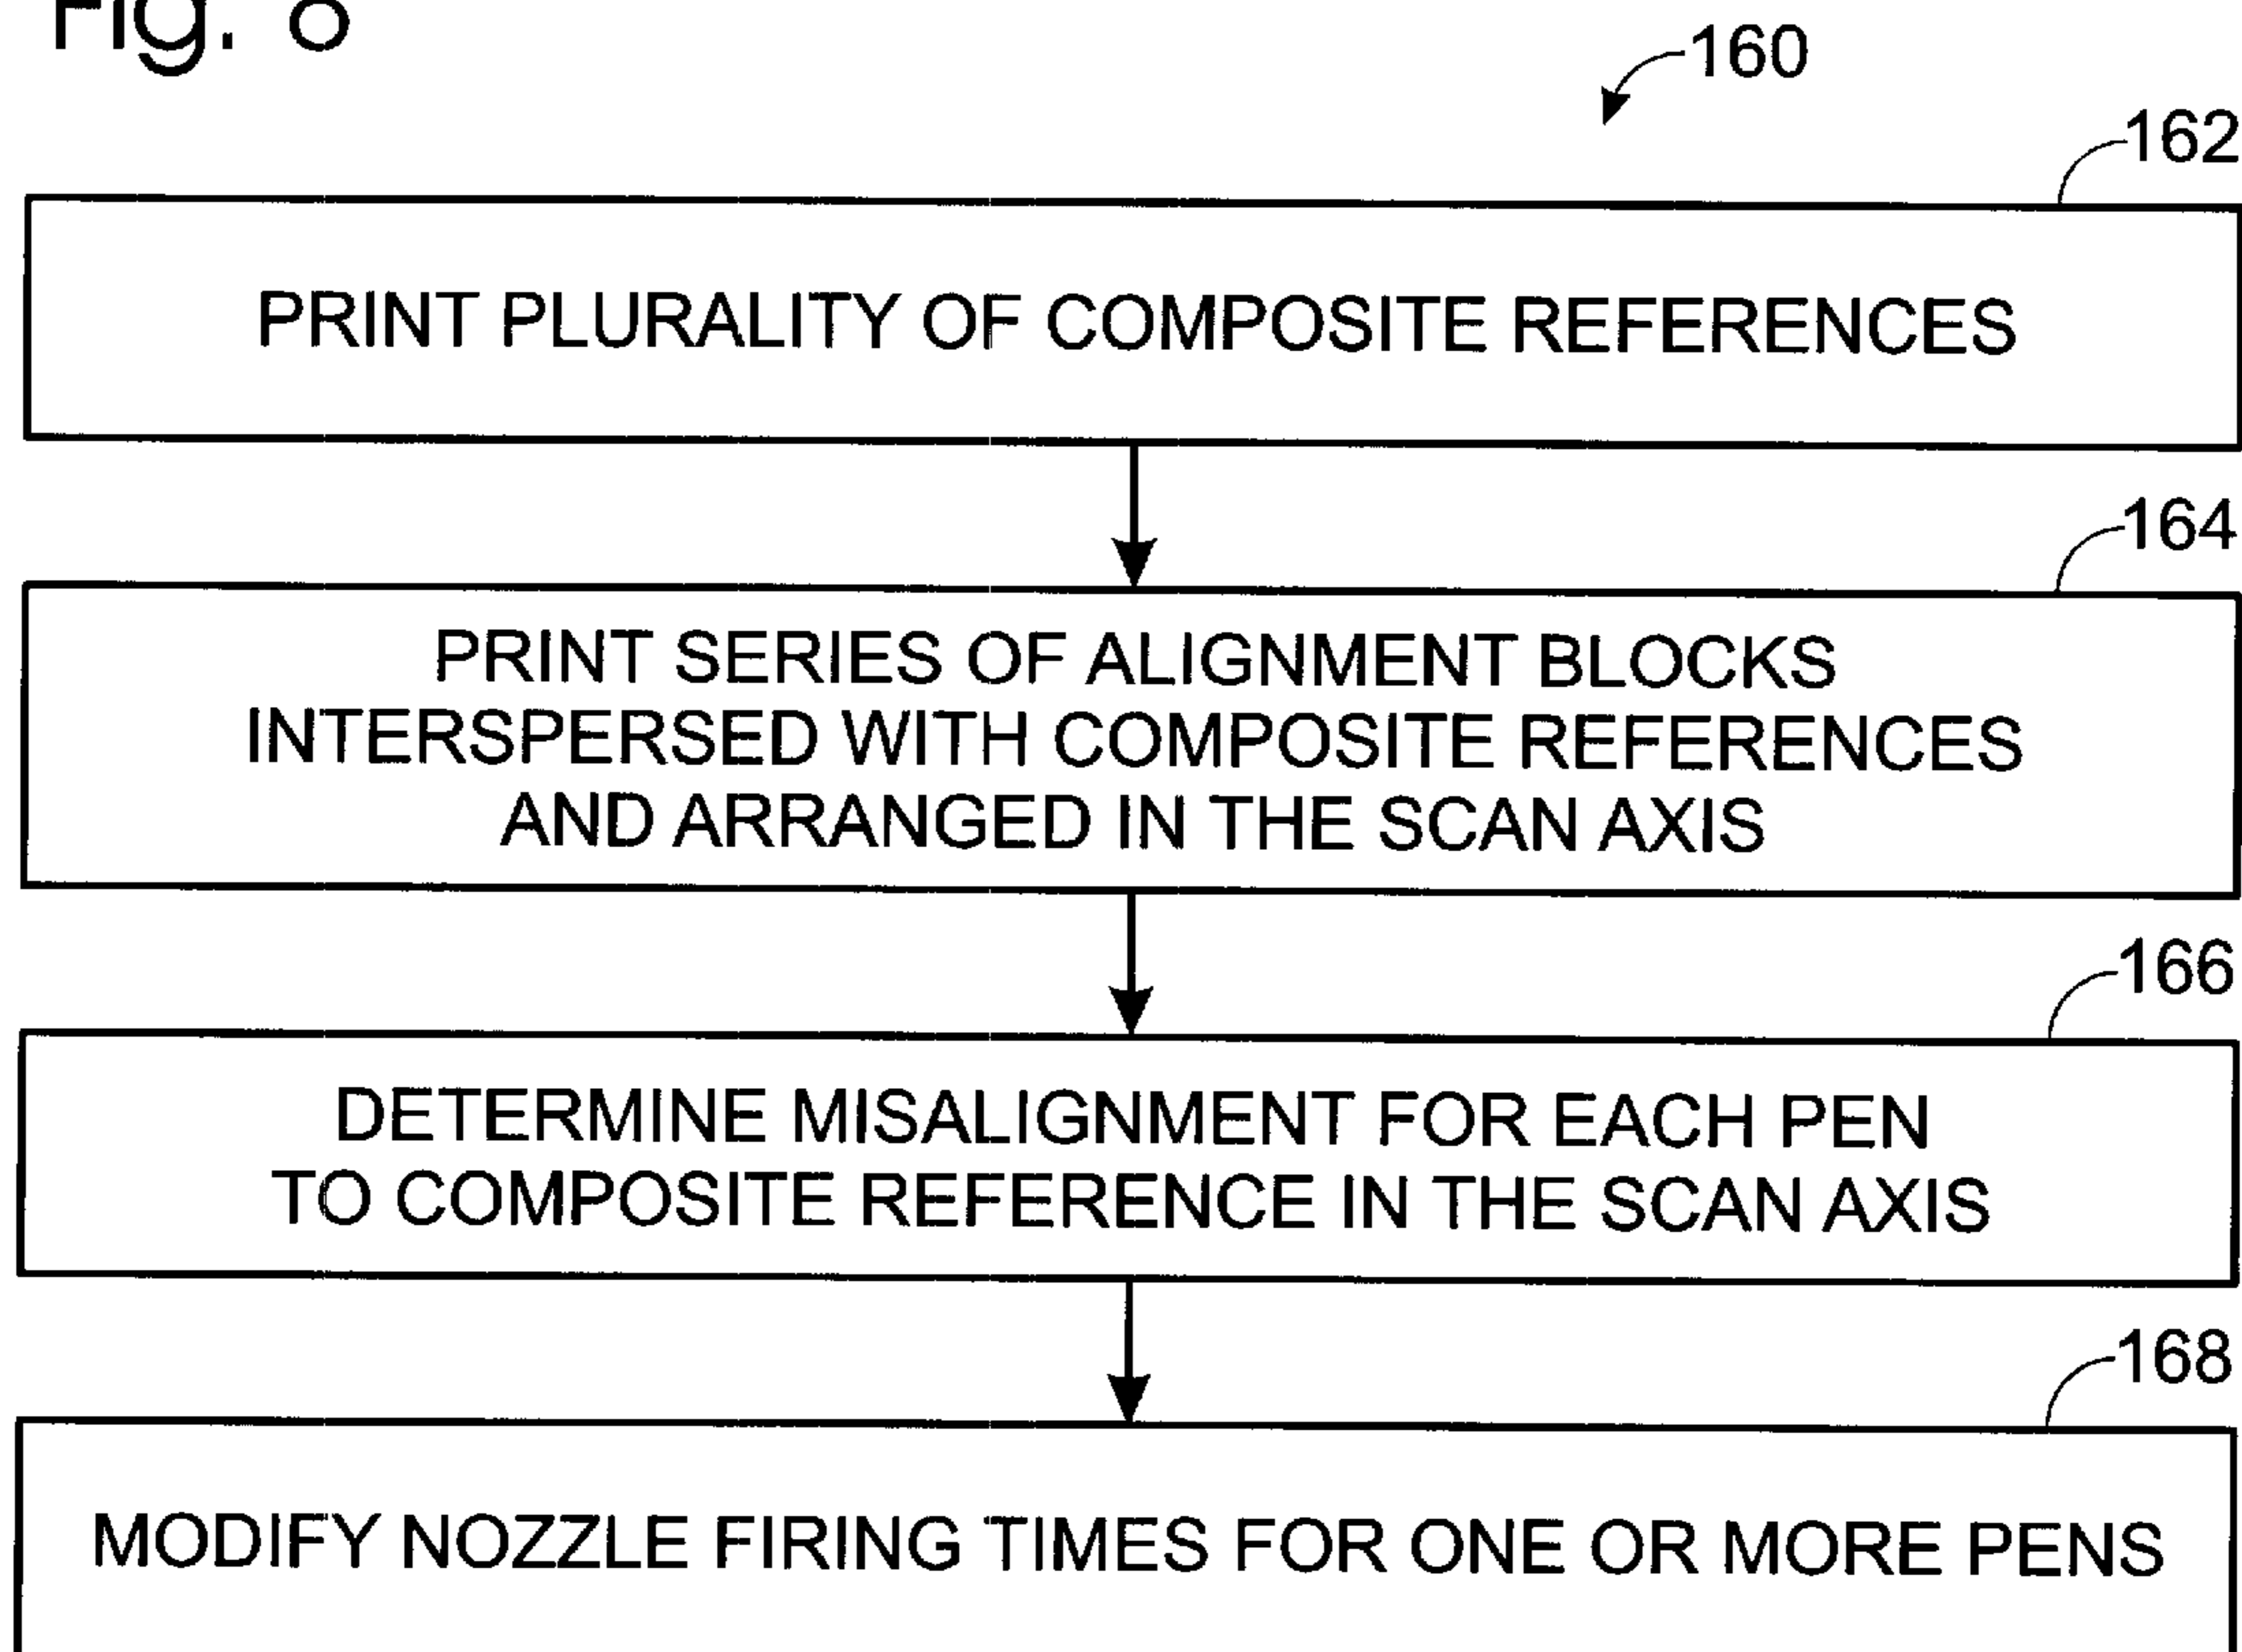 Fig. 8
160
162
PRINT PLURALITY OF COMPOSITE REFERENCES
164
PRINT SERIES OF ALIGNMENT BLOCKS
INTERSPERSED WITH COMPOSITE REFERENCES
AND ARRANGED IN THE SCAN AXIS
166
DETERMINE MISALIGNMENT FOR EACH PEN
TO COMPOSITE REFERENCE IN THE SCAN AXIS
168
MODIFY NOZZLE FIRING TIMES FOR ONE OR MORE PENS